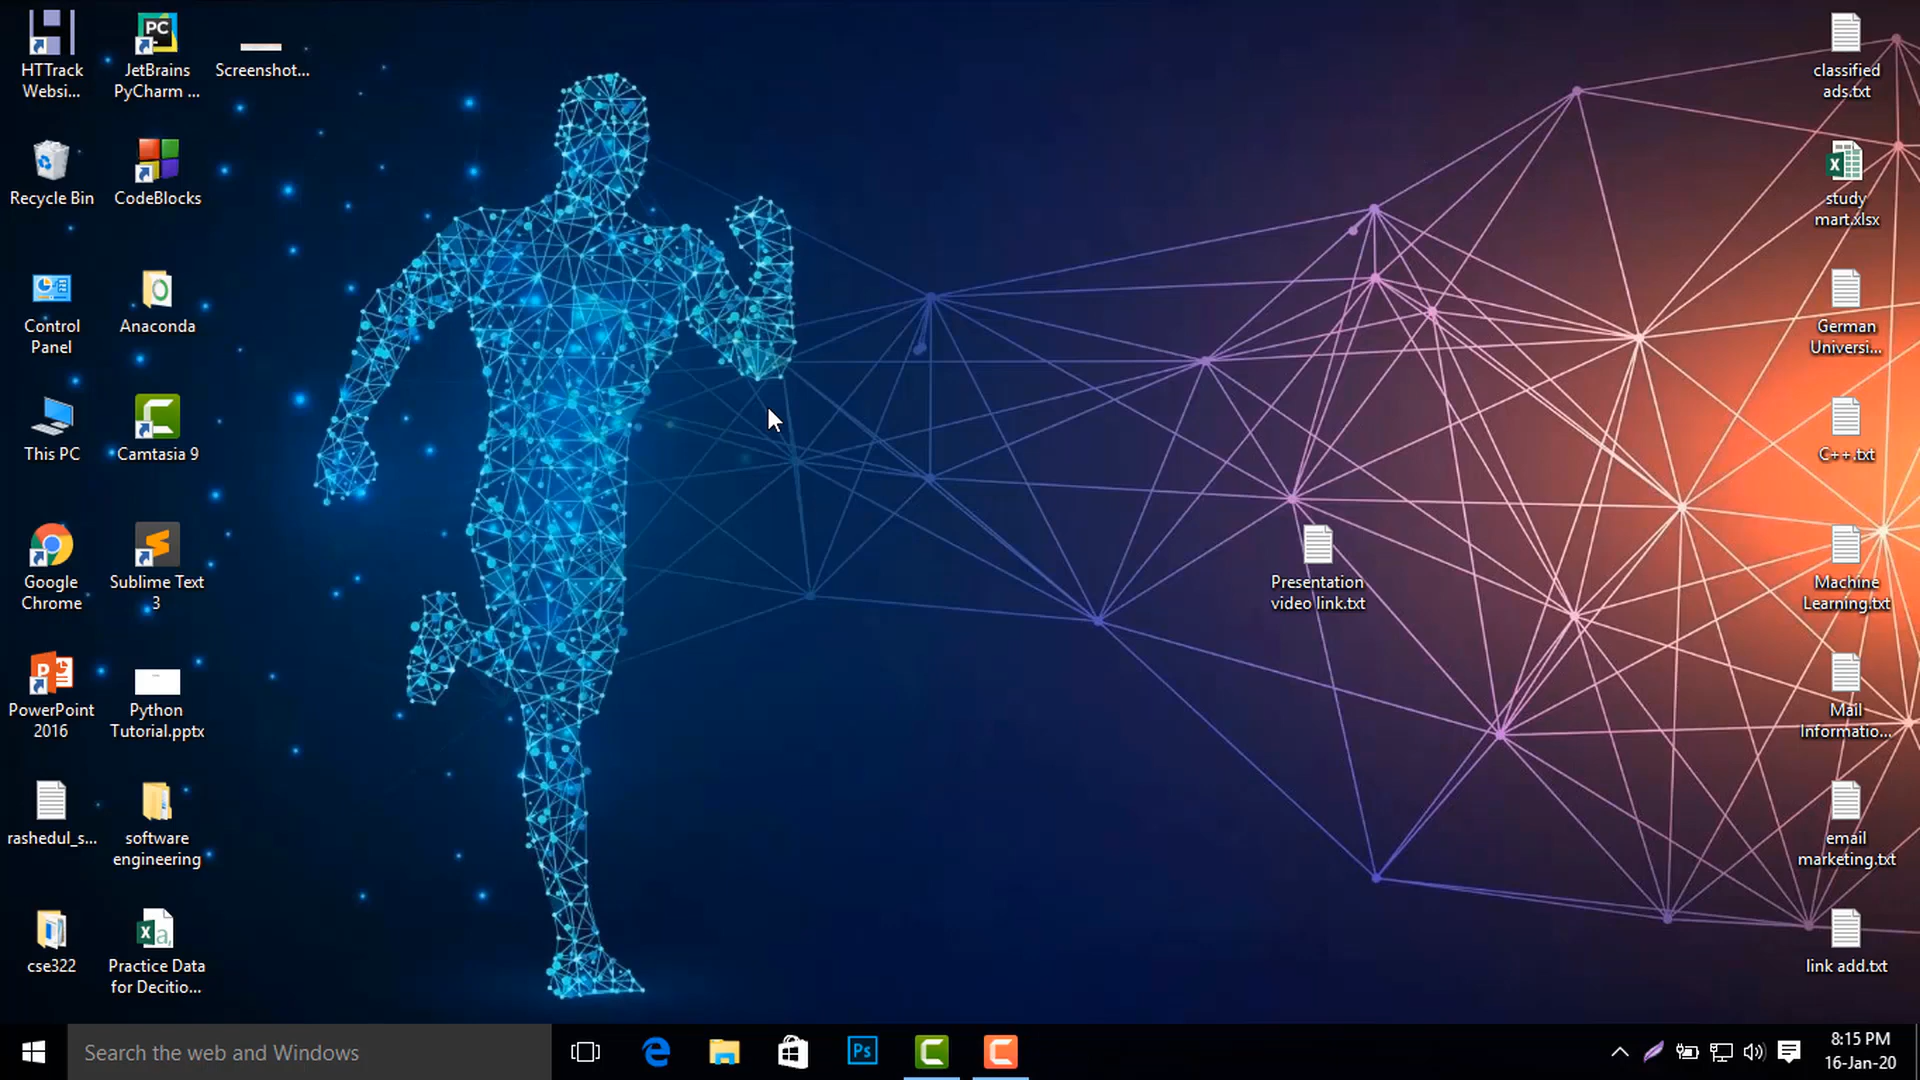 HTTrack
Websi...
JetBrains
PyCharm ...
Screenshot...
Recycle Bin
CodeBlocks
Control
Panel
Anaconda
This PC
Camtasia 9
Google
Chrome
Sublime Text
3
PowerPoint
2016
Python
Tutorial.pptx
rashedul_s...
software
engineering
cse322
Practice Data
for Decitio...
Presentation
video link.txt
classified
ads.txt
study
mart.xlsx
German
Universi...
C++.txt
Machine
Learning.txt
Mail
Informatio...
email
marketing.txt
link add.txt
Search the web and Windows
Ps
8:15 PM
16-Jan-20